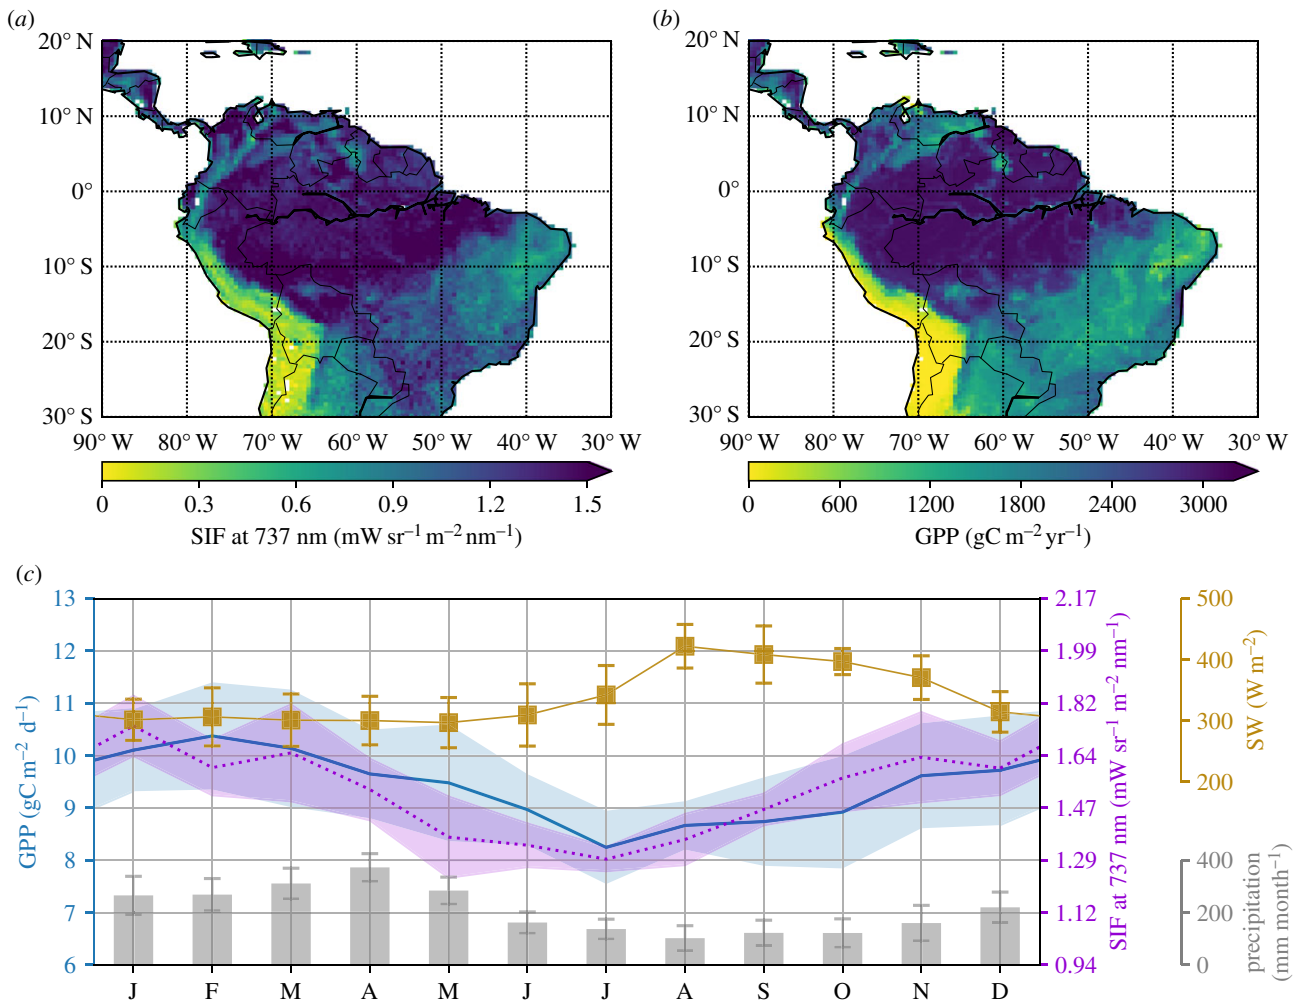 (a)
20° N
10° N
0°
10° S
20° S
30° S
90° W 80° W 70° W 60° W 50° W 40° W 30° W
0 0.3 0.6 0.9 1.2 1.5
SIF at 737 nm (mW sr⁻¹ m⁻² nm⁻¹)
(b)
20° N
10° N
0°
10° S
20° S
30° S
90° W 80° W 70° W 60° W 50° W 40° W 30° W
0 600 1200 1800 2400 3000
GPP (gC m⁻² yr⁻¹)
(c)
GPP (gC m⁻² d⁻¹)
13
12
11
10
9
8
7
6
J F M A M J J A S O N D
2.17
1.99
1.82
1.64
1.47
1.29
1.12
0.94
SIF at 737 nm (mW sr⁻¹ m⁻² nm⁻¹)
500
400
300
200
SW (W m⁻²)
400
200
0
precipitation
(mm month⁻¹)